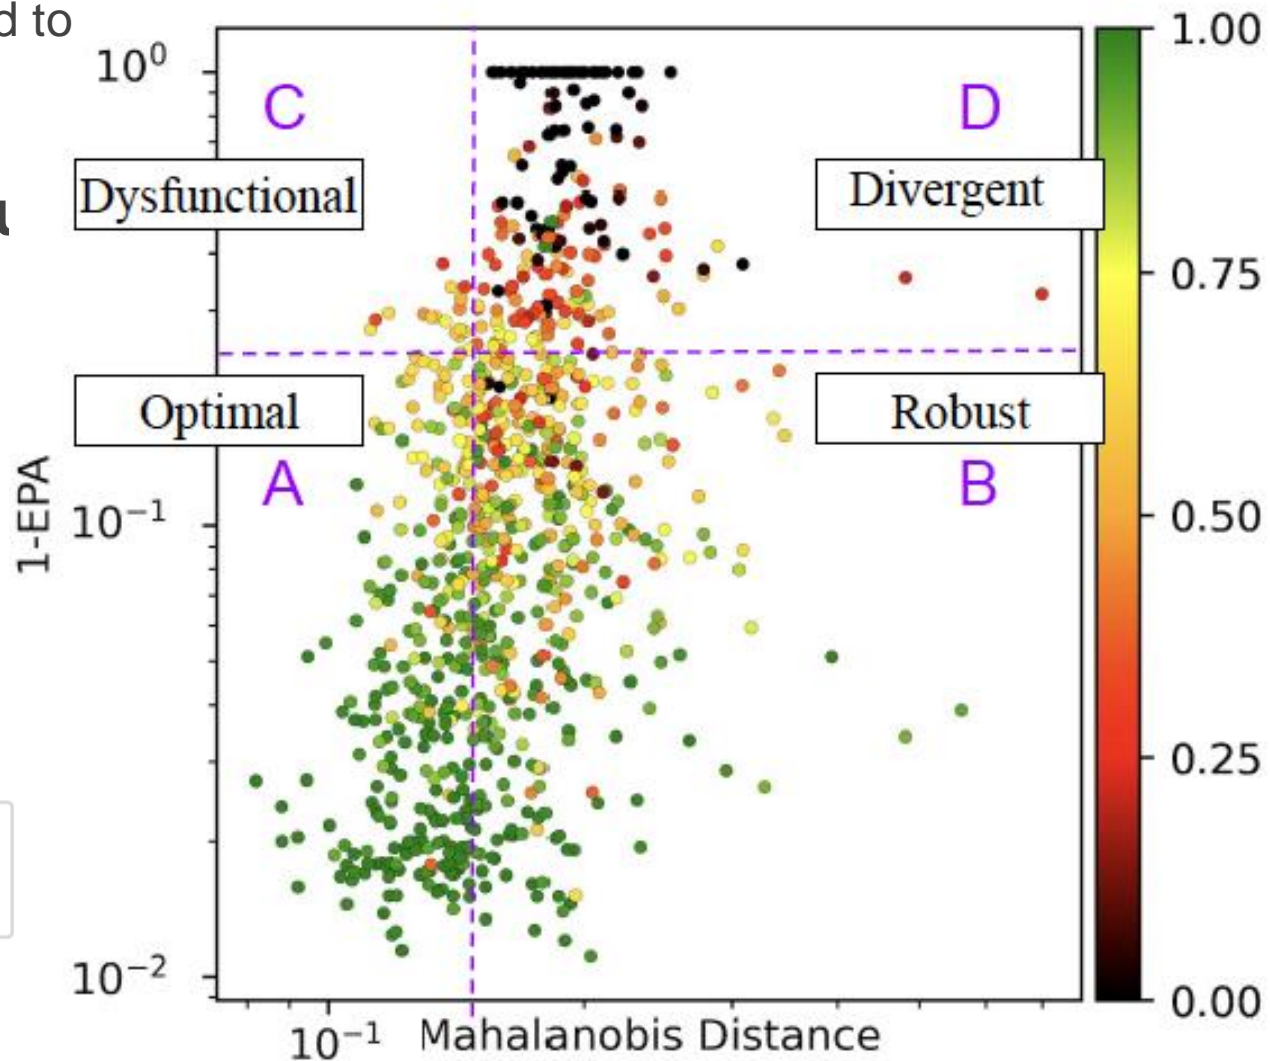 d to
10⁰
1.00
C
D
Dysfunctional
Divergent
0.75
Optimal
Robust
A
B
1-EPA
10⁻¹
0.50
0.25
10⁻²
0.00
10⁻¹
Mahalanobis Distance